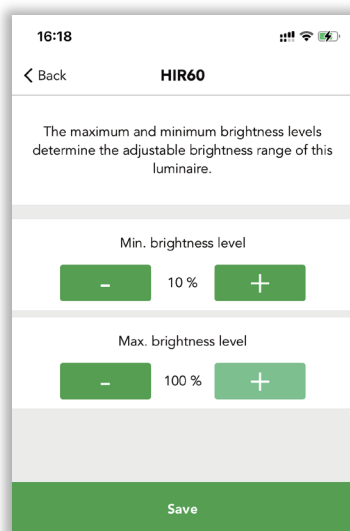 16:18
Back
HIR60
The maximum and minimum brightness levels
determine the adjustable brightness range of this
luminaire.
Min. brightness level
- 10 % +
Max. brightness level
- 100 % +
Save